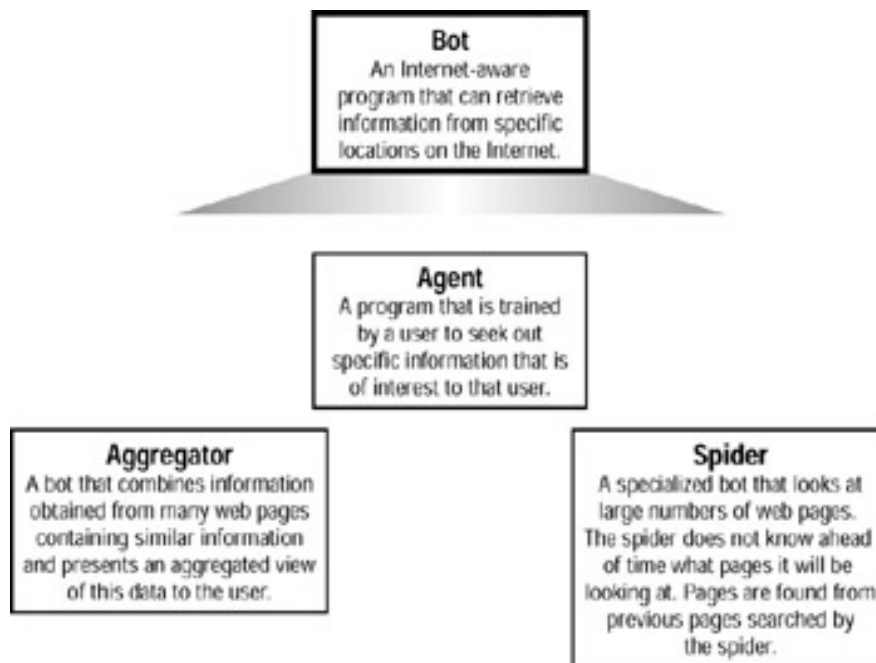 Bot
An Internet-aware
program that can retrieve
information from specific
locations on the Internet.
Agent
A program that is trained
by a user to seek out
specific information that is
of interest to that user.
Aggregator
A bot that combines information
obtained from many web pages
containing similar information
and presents an aggregated view
of this data to the user.
Spider
A specialized bot that looks at
large numbers of web pages.
The spider does not know ahead
of time what pages it will be
looking at. Pages are found from
previous pages searched by
the spider.